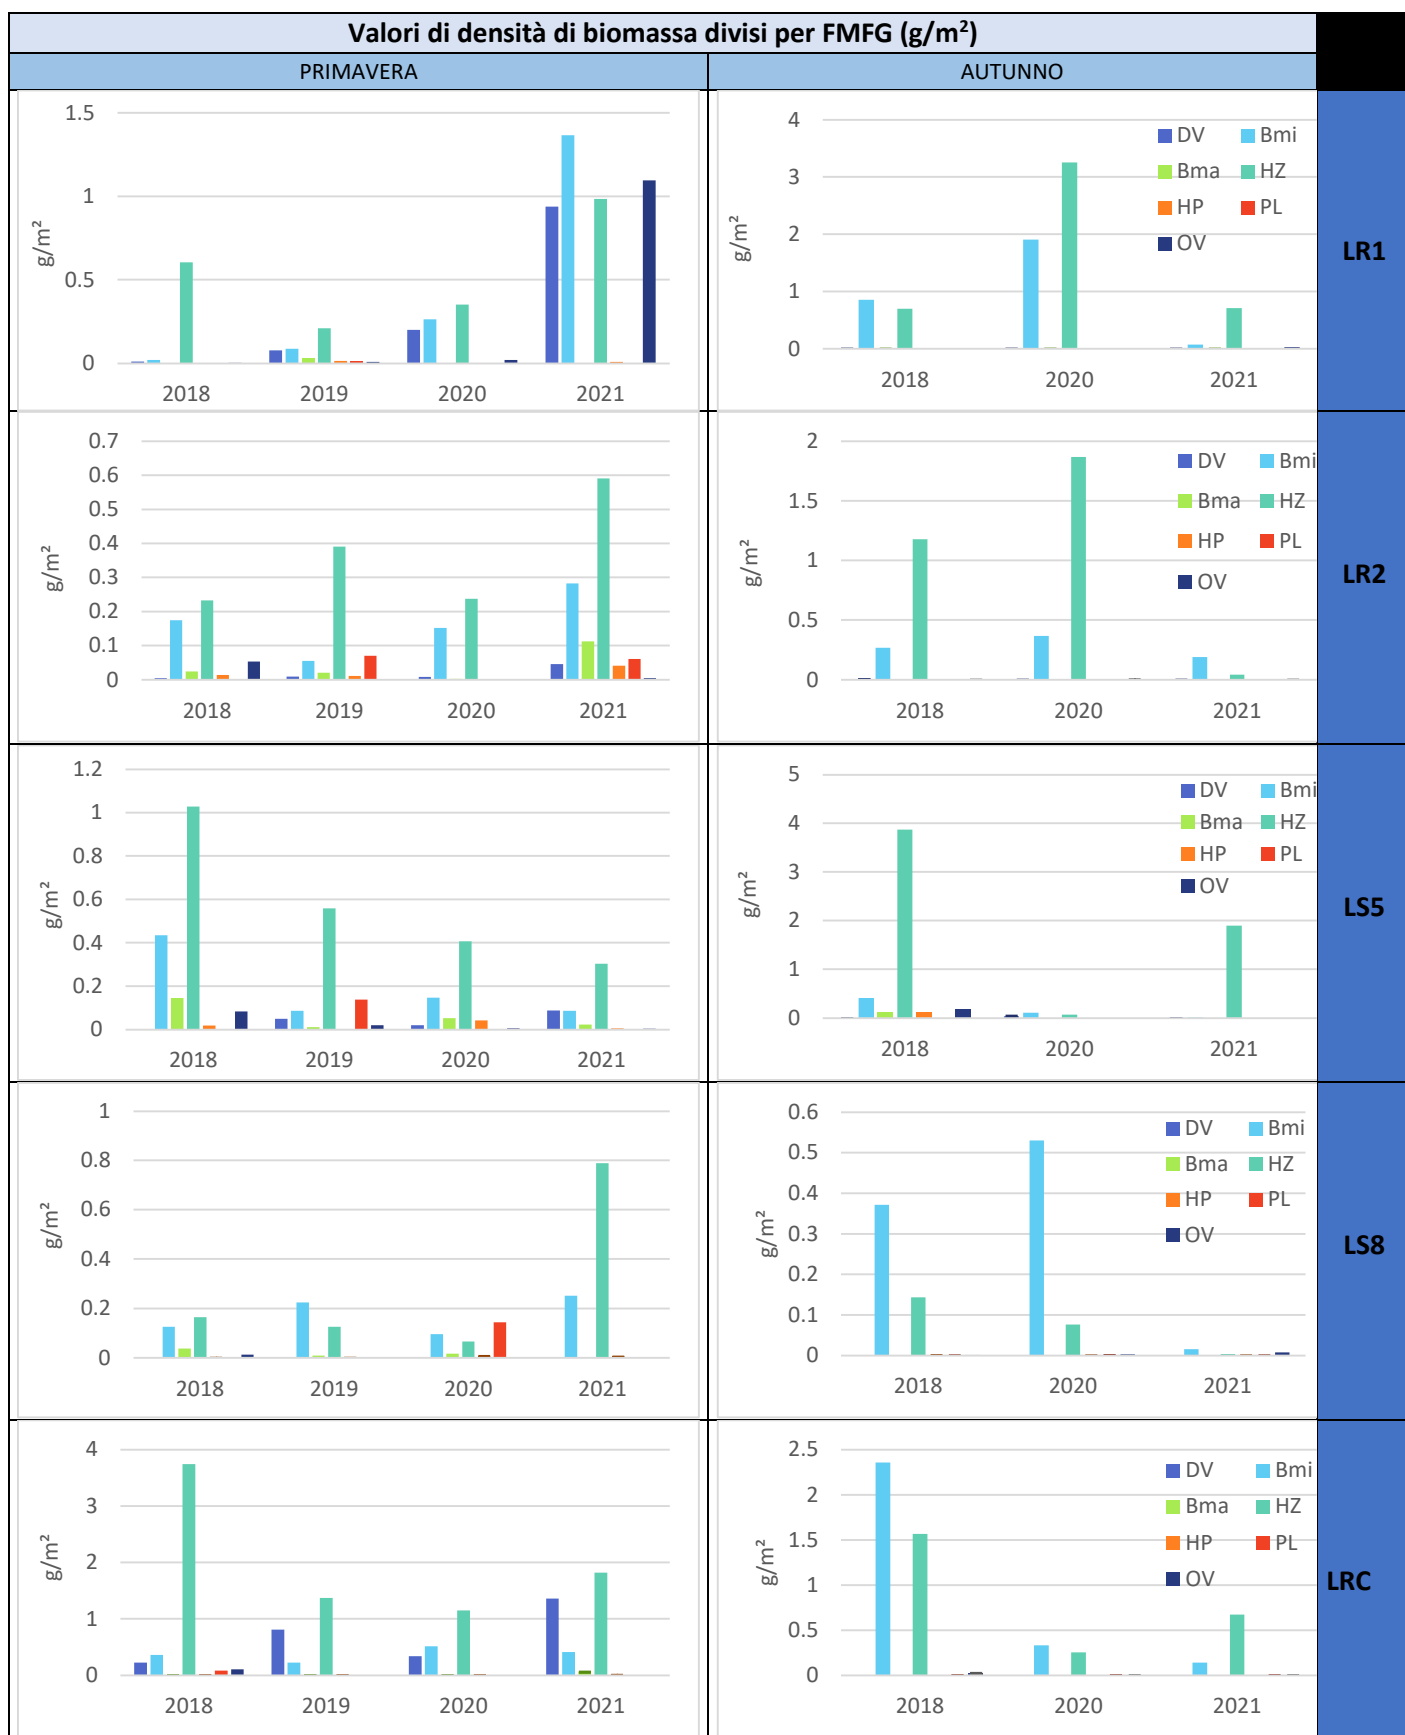 Valori di densità di biomassa divisi per FMFG (g/m²)
PRIMAVERA
AUTUNNO
1.5
1
0.5
0
g/m²
2018 2019 2020 2021
4
3
2
1
0
g/m²
2018 2020 2021
DV Bmi
Bma HZ
HP PL
OV
LR1
0.7
0.6
0.5
0.4
0.3
0.2
0.1
0
g/m²
2018 2019 2020 2021
2
1.5
1
0.5
0
g/m²
2018 2020 2021
DV Bmi
Bma HZ
HP PL
OV
LR2
1.2
1
0.8
0.6
0.4
0.2
0
g/m²
2018 2019 2020 2021
5
4
3
2
1
0
g/m²
2018 2020 2021
DV Bmi
Bma HZ
HP PL
OV
LS5
1
0.8
0.6
0.4
0.2
0
g/m²
2018 2019 2020 2021
0.6
0.5
0.4
0.3
0.2
0.1
0
g/m²
2018 2020 2021
DV Bmi
Bma HZ
HP PL
OV
LS8
4
3
2
1
0
g/m²
2018 2019 2020 2021
2.5
2
1.5
1
0.5
0
g/m²
2018 2020 2021
DV Bmi
Bma HZ
HP PL
OV
LRC